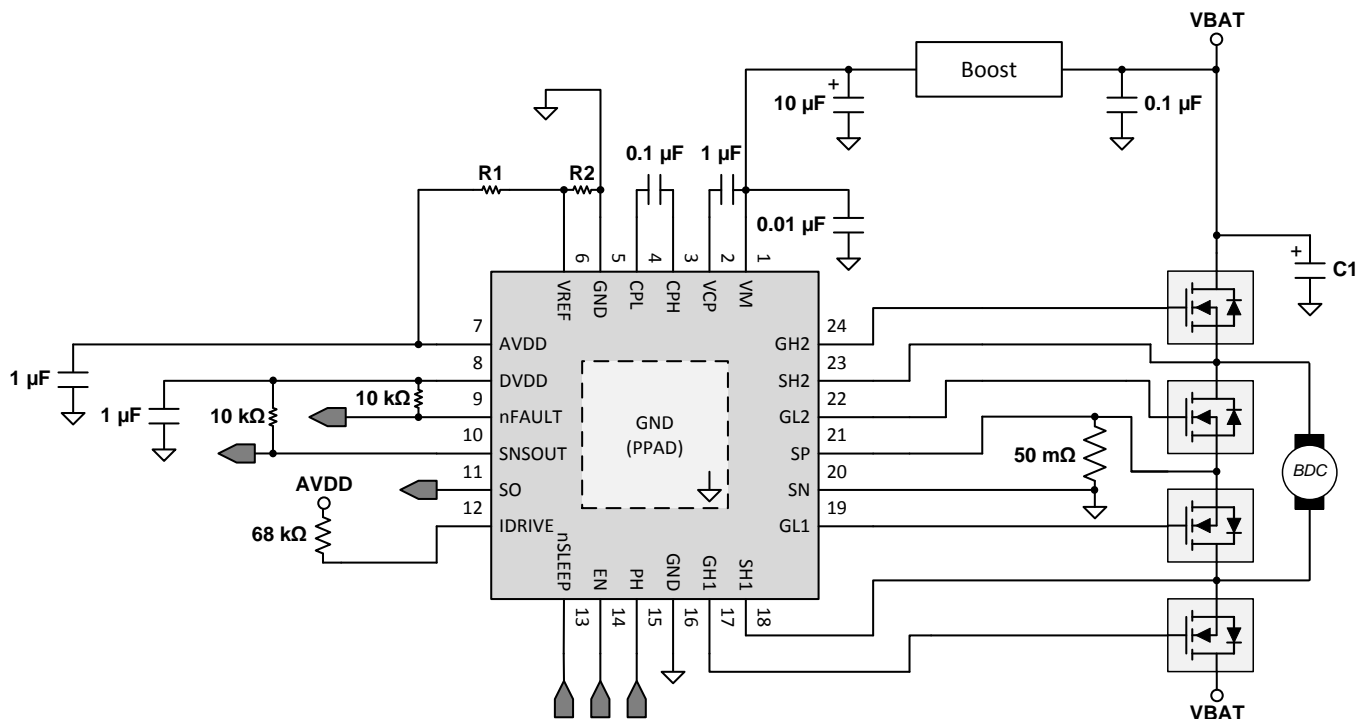 VBAT
Boost
10 µF
0.1 µF
+
R1
R2
0.1 µF
1 µF
0.01 µF
+
C1
6
5
4
3
2
1
VREF
GND
CPL
CPH
VCP
VM
7
AVDD
8
DVDD
9
nFAULT
10
SNSOUT
11
SO
12
IDRIVE
1 µF
1 µF
10 kΩ
10 kΩ
AVDD
68 kΩ
GND
(PPAD)
24
GH2
23
SH2
22
GL2
21
SP
20
SN
19
GL1
50 mΩ
BDC
nSLEEP
EN
PH
GND
GH1
SH1
13
14
15
16
17
18
VBAT